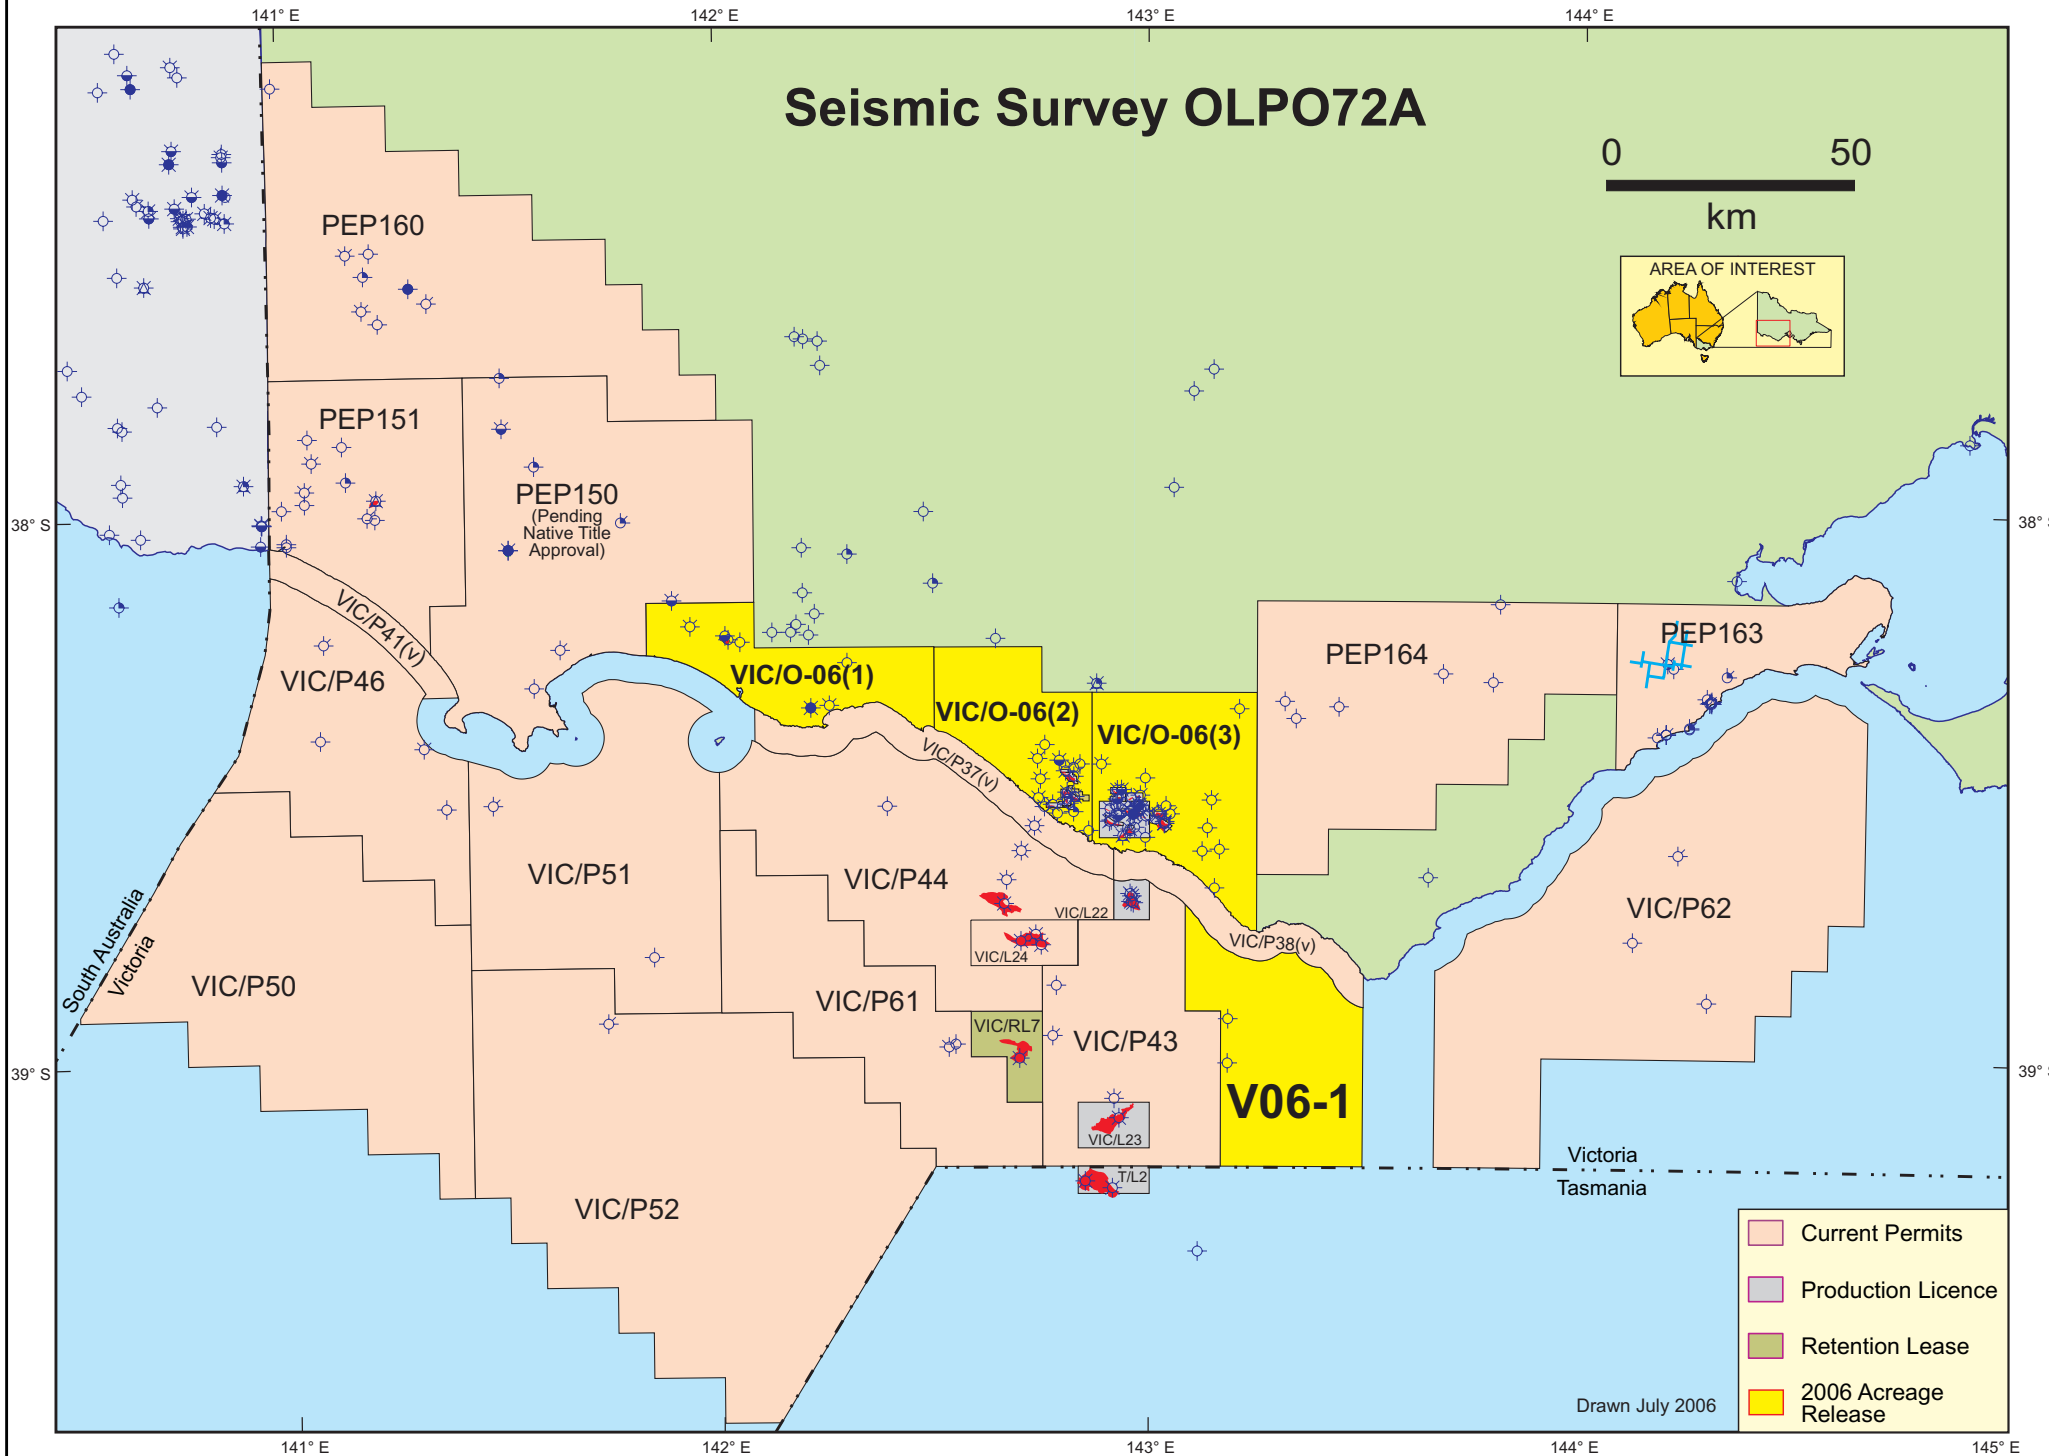 141° E
142° E
143° E
144° E
Seismic Survey OLPO72A
0
50
km
AREA OF INTEREST
PEP160
PEP151
PEP150
(Pending
Native Title
Approval)
38° S
38° S
VIC/P41(v)
VIC/P46
VIC/O-06(1)
VIC/O-06(2)
VIC/O-06(3)
PEP164
PEP163
VIC/P37(v)
VIC/P51
VIC/P44
VIC/L22
VIC/P62
VIC/P38(v)
VIC/L24
South Australia
Victoria
VIC/P50
VIC/P61
VIC/RL7
VIC/P43
39° S
39° S
V06-1
VIC/L23
T/L2
Victoria
Tasmania
VIC/P52
Current Permits
Production Licence
Retention Lease
2006 Acreage
Release
Drawn July 2006
141° E
142° E
143° E
144° E
145° E